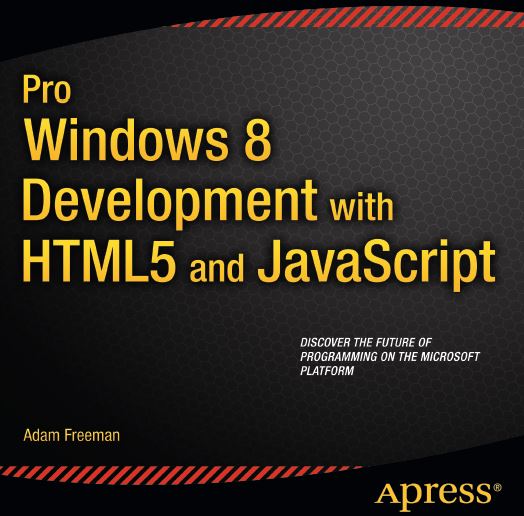 Pro
Windows 8
Development with
HTML5 and JavaScript
DISCOVER THE FUTURE OF
PROGRAMMING ON THE MICROSOFT
PLATFORM
Adam Freeman
Apress®